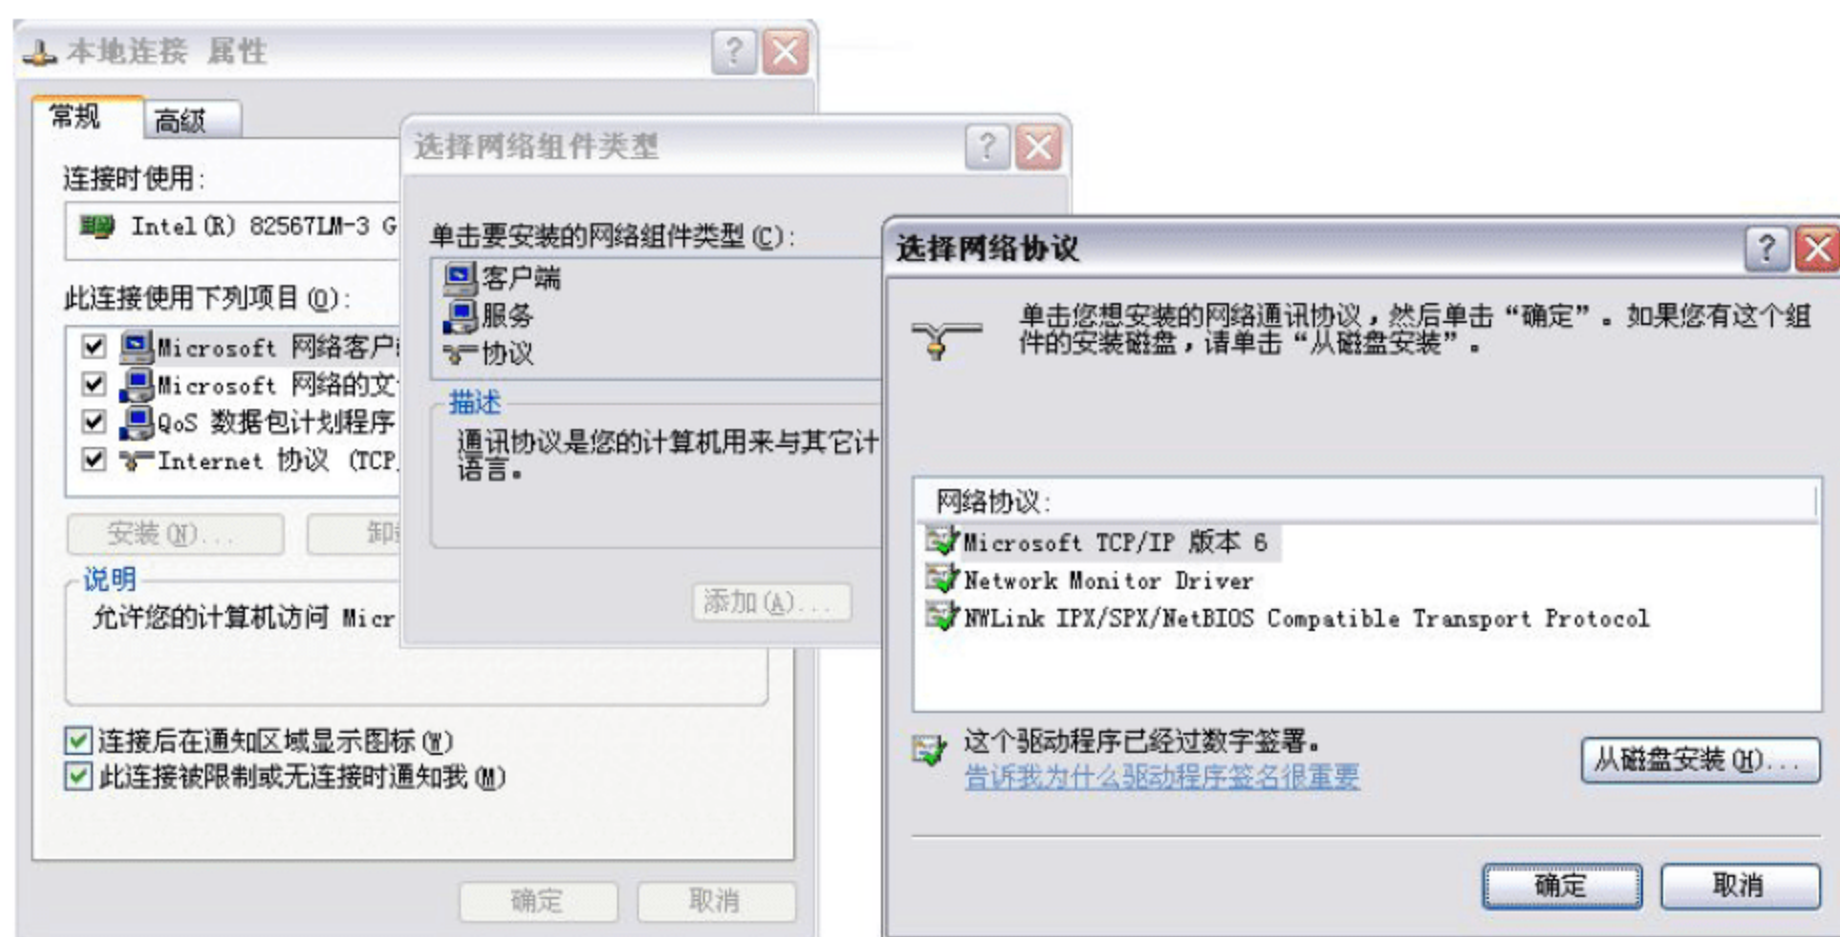 本地连接 属性
常规
高级
连接时使用:
Intel(R) 82567LM-3 G
此连接使用下列项目(O):
Microsoft 网络客户
Microsoft 网络的文
QoS 数据包计划程序
Internet 协议 (TCP
安装(N)...
说明
允许您的计算机访问 Micr
连接后在通知区域显示图标(W)
此连接被限制或无连接时通知我(M)
确定
取消
选择网络组件类型
单击要安装的网络组件类型(C):
客户端
服务
协议
描述
通讯协议是您的计算机用来与其它计
语言。
添加(A)...
选择网络协议
单击您想安装的网络通讯协议，然后单击“确定”。如果您有这个组
件的安装磁盘，请单击“从磁盘安装”。
网络协议:
Microsoft TCP/IP 版本 6
Network Monitor Driver
NWLink IPX/SPX/NetBIOS Compatible Transport Protocol
这个驱动程序已经过数字签署。
告诉我为什么驱动程序签名很重要
从磁盘安装(H)...
确定
取消